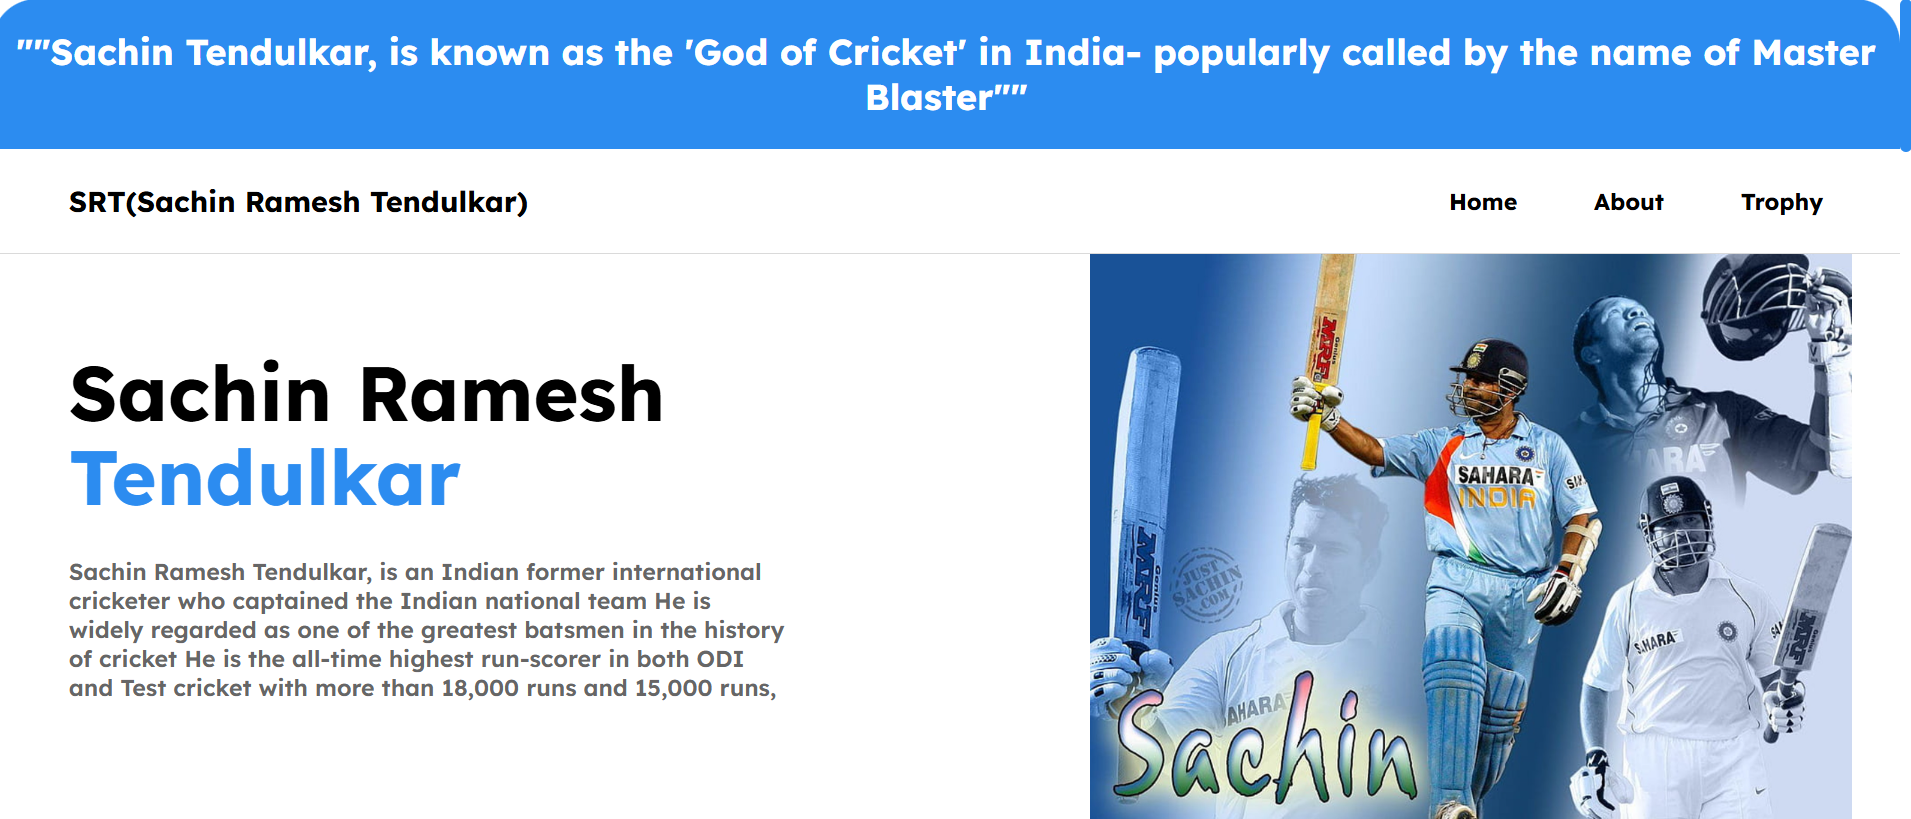 ""Sachin Tendulkar, is known as the 'God of Cricket' in India- popularly called by the name of Master
Blaster""
SRT(Sachin Ramesh Tendulkar)
Home
About
Trophy
Sachin Ramesh
Tendulkar
Sachin Ramesh Tendulkar, is an Indian former international
cricketer who captained the Indian national team He is
widely regarded as one of the greatest batsmen in the history
of cricket He is the all-time highest run-scorer in both ODI
and Test cricket with more than 18,000 runs and 15,000 runs,
MRF
Genius
SAHARA
INDIA
SAH
ARA
JUST
SACHIN
.COM
MRF
Genius
SAHARA
SAHARA
MRF
Sachin